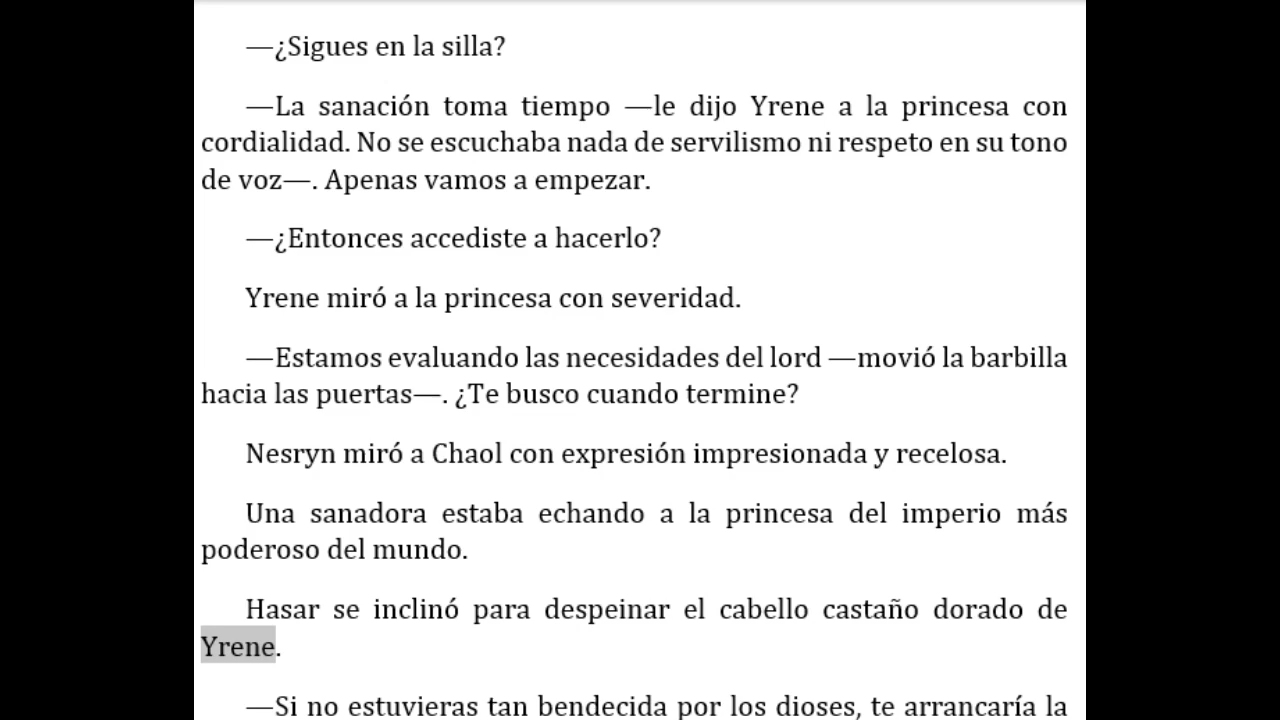 —¿Sigues en la silla?
—La sanación toma tiempo —le dijo Yrene a la princesa con
cordialidad. No se escuchaba nada de servilismo ni respeto en su tono
de voz—. Apenas vamos a empezar.
—¿Entonces accediste a hacerlo?
Yrene miró a la princesa con severidad.
—Estamos evaluando las necesidades del lord —movió la barbilla
hacia las puertas—. ¿Te busco cuando termine?
Nesryn miró a Chaol con expresión impresionada y recelosa.
Una sanadora estaba echando a la princesa del imperio más
poderoso del mundo.
Hasar se inclinó para despeinar el cabello castaño dorado de
Yrene.
—Si no estuvieras tan bendecida por los dioses, te arrancaría la